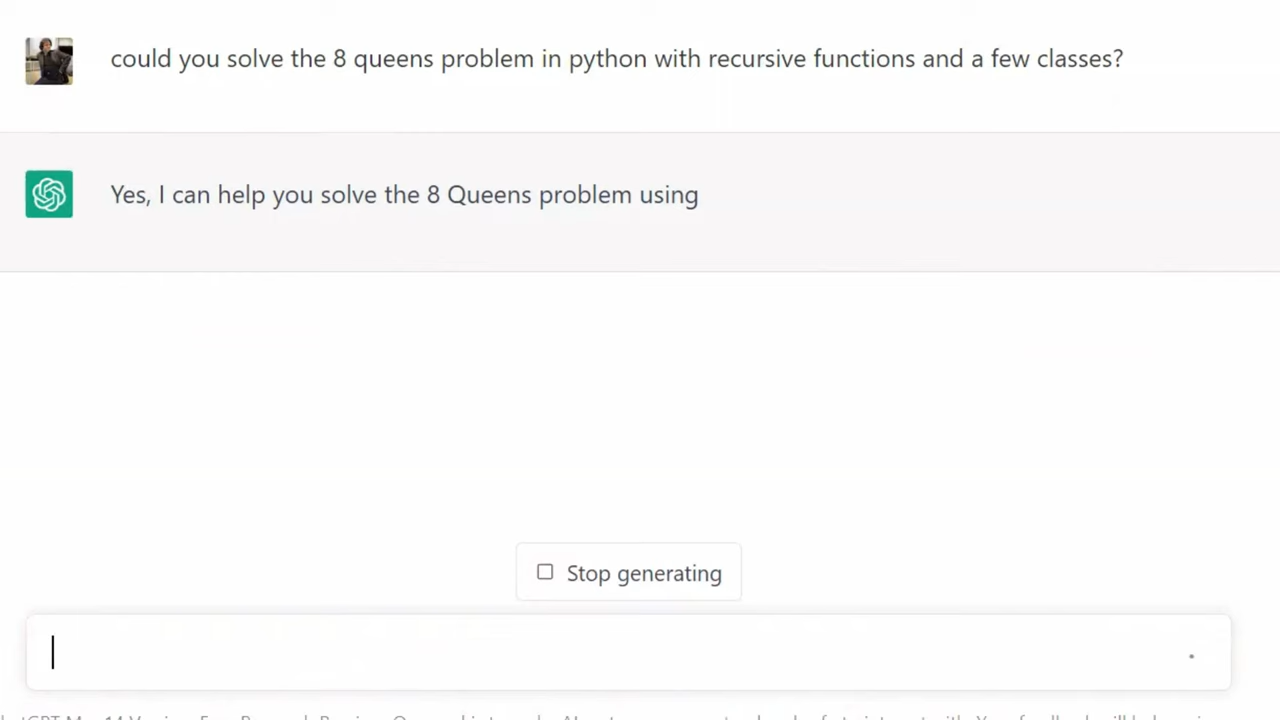 could you solve the 8 queens problem in python with recursive functions and a few classes?
Yes, I can help you solve the 8 Queens problem using
Stop generating